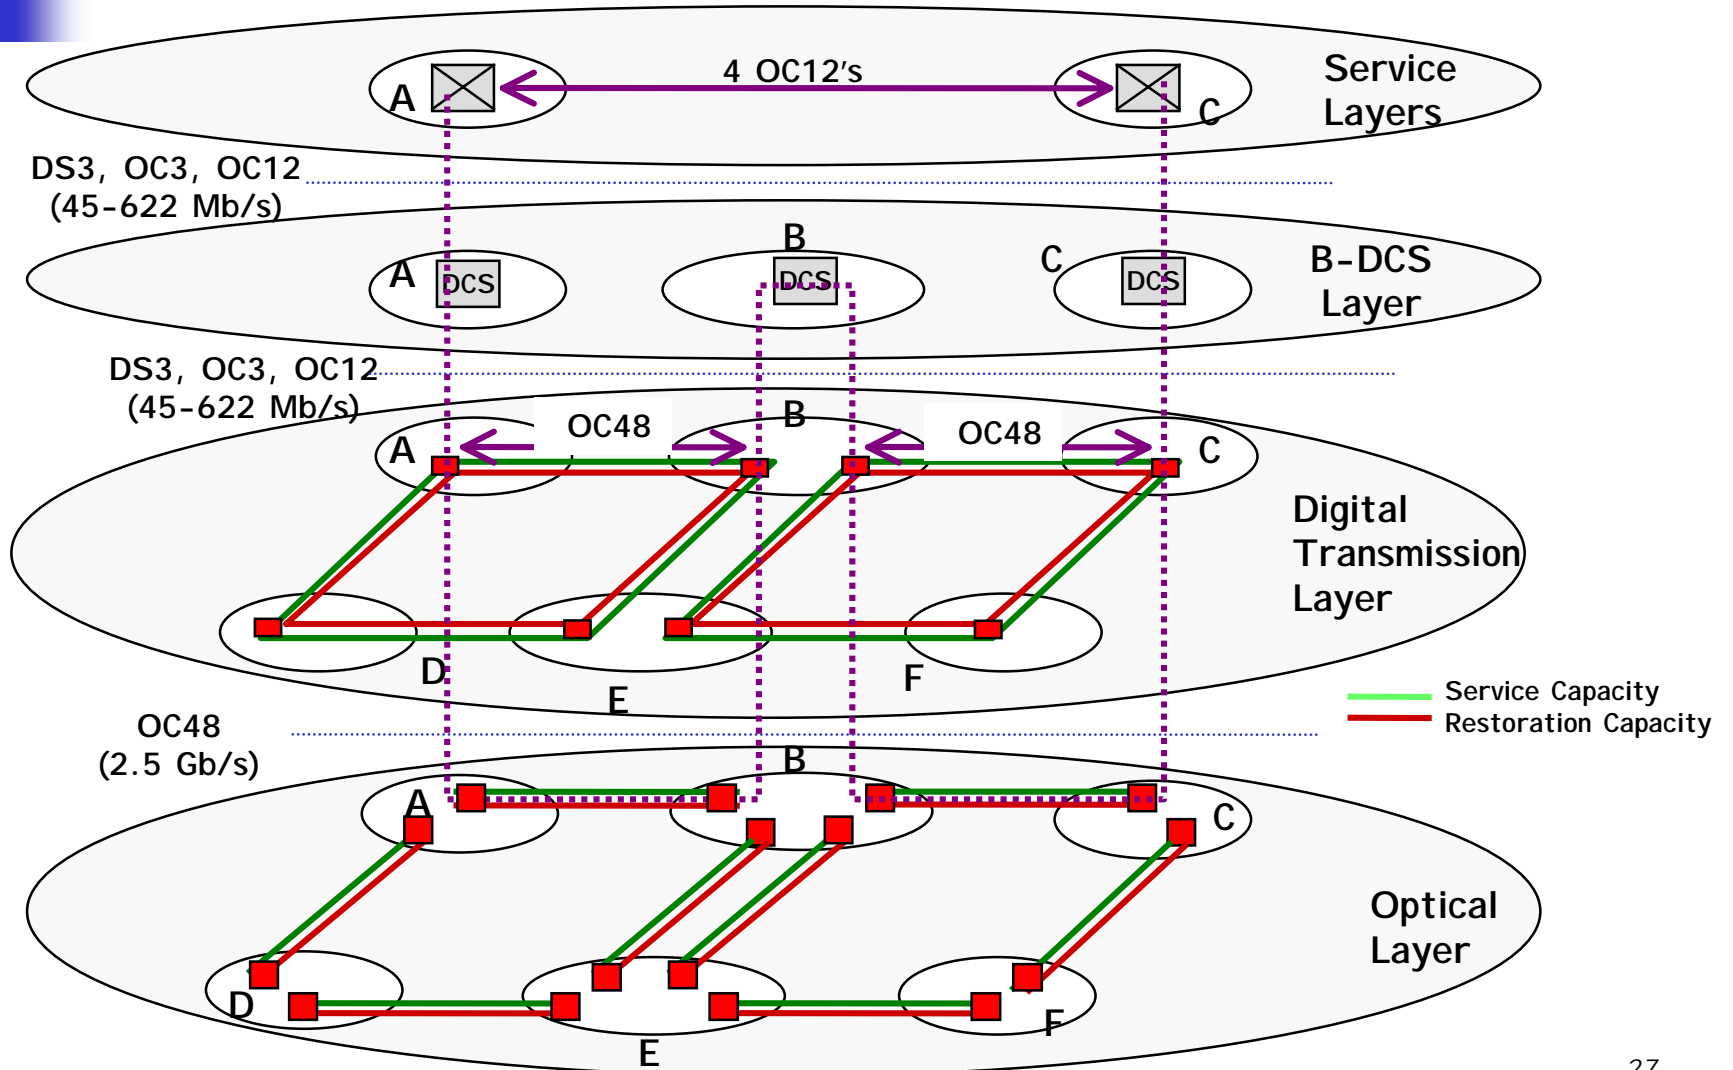 4 OC12's
Service
Layers
A
C
DS3, OC3, OC12
(45-622 Mb/s)
B
A
DCS
DCS
C
DCS
B-DCS
Layer
DS3, OC3, OC12
(45-622 Mb/s)
B
A
OC48
OC48
C
Digital
Transmission
Layer
D
E
F
Service Capacity
Restoration Capacity
OC48
(2.5 Gb/s)
B
A
C
Optical
Layer
D
E
F
27